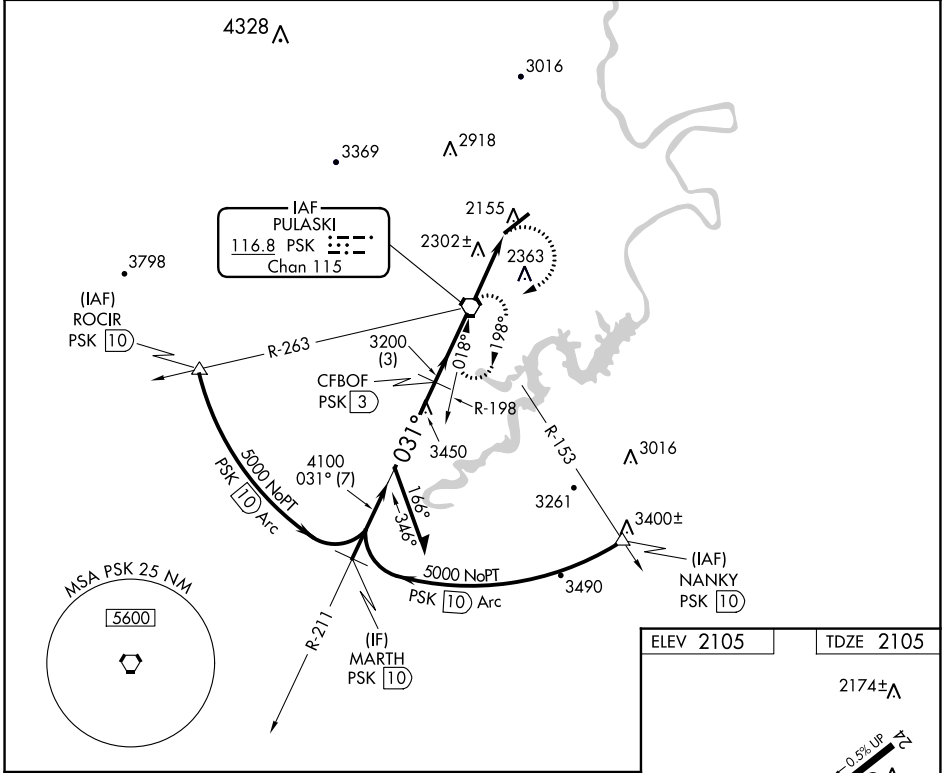 4328
3016
3369
2918
IAF
PULASKI
116.8 PSK
Chan 115
2155
2302±
2363
3798
(IAF)
ROCIR
PSK 10
R-263
3200
(3)
018°
198°
CFBOF
PSK 3
R-198
031°
3450
R-153
3016
5000 NoPT
PSK 10 Arc
4100
031° (7)
166°
346°
3261
3400±
(IAF)
NANKY
PSK 10
5000 NoPT
PSK 10 Arc
3490
MSA PSK 25 NM
5600
R-211
(IF)
MARTH
PSK 10
ELEV 2105
TDZE 2105
2174±
0.5% UP
24